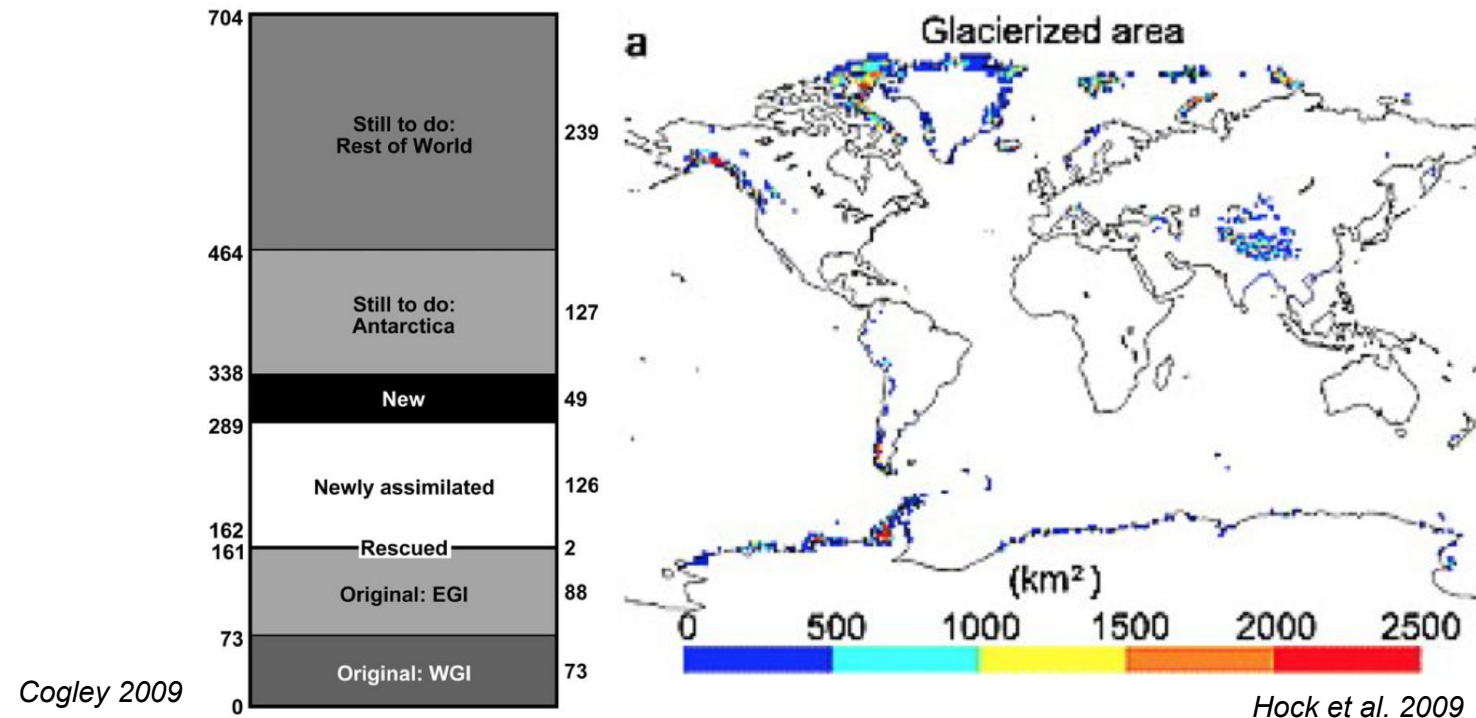 704
Still to do:
Rest of World
239
464
Still to do:
Antarctica
127
338
New
49
289
Newly assimilated
126
162
Rescued
2
161
Original: EGI
88
73
Original: WGI
73
0
Cogley 2009
a
Glacierized area
(km²)
0 500 1000 1500 2000 2500
Hock et al. 2009